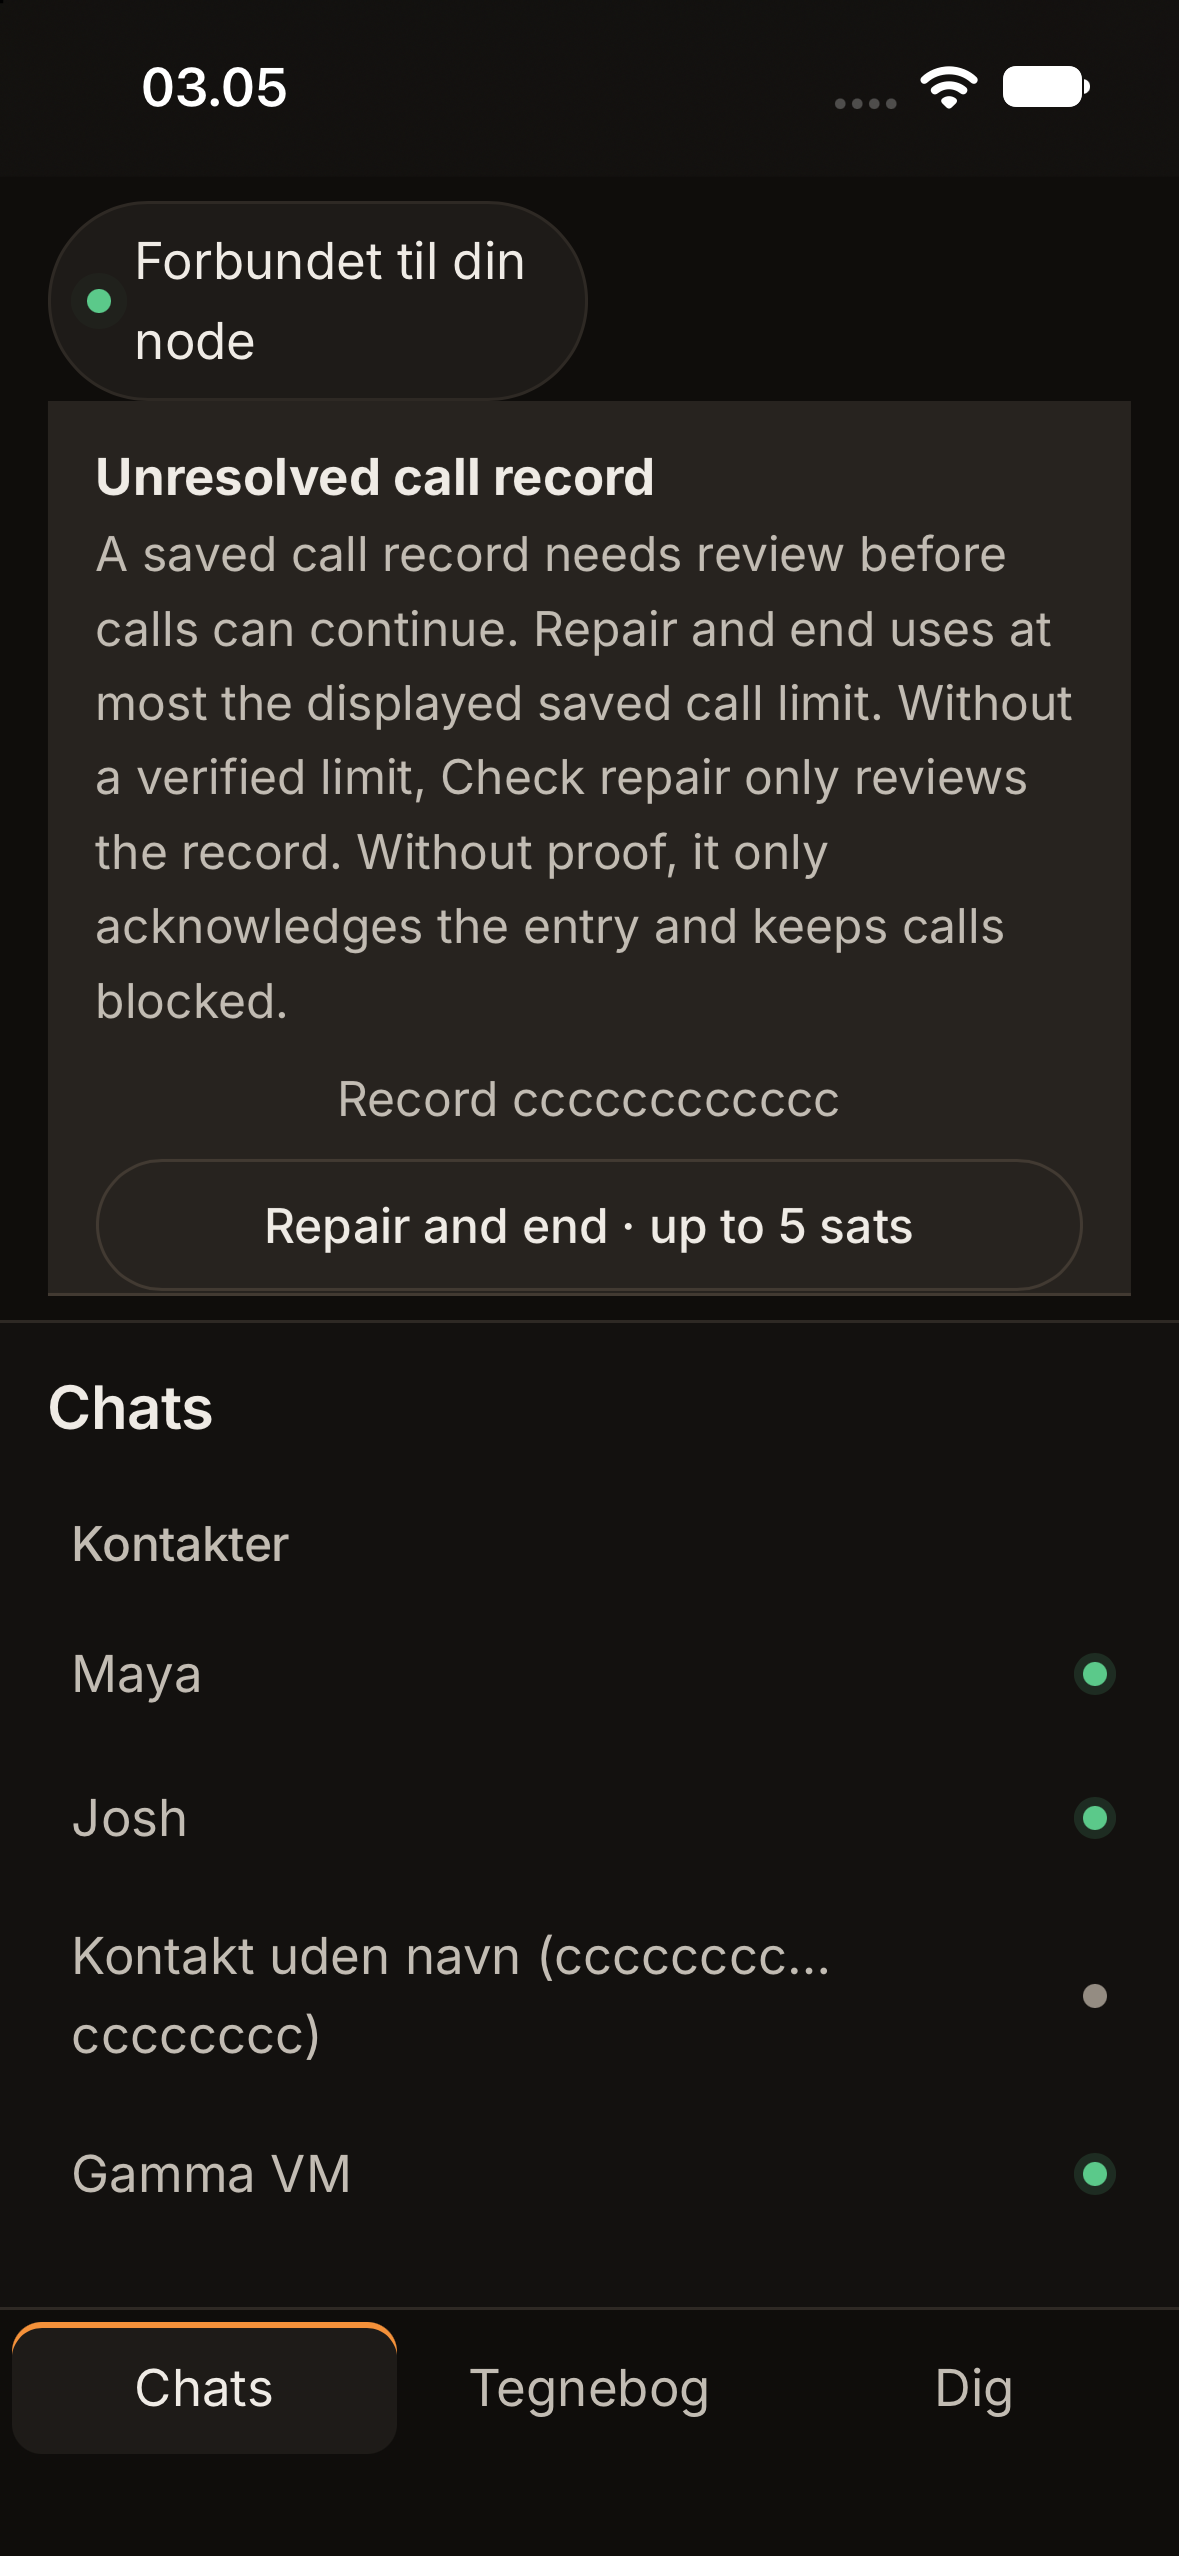 03.05
Forbundet til din
node
Unresolved call record
A saved call record needs review before
calls can continue. Repair and end uses at
most the displayed saved call limit. Without
a verified limit, Check repair only reviews
the record. Without proof, it only
acknowledges the entry and keeps calls
blocked.
Record cccccccccccc
Repair and end · up to 5 sats
Chats
Kontakter
Maya
Josh
Kontakt uden navn (cccccccc…
cccccccc)
Gamma VM
Chats
Tegnebog
Dig